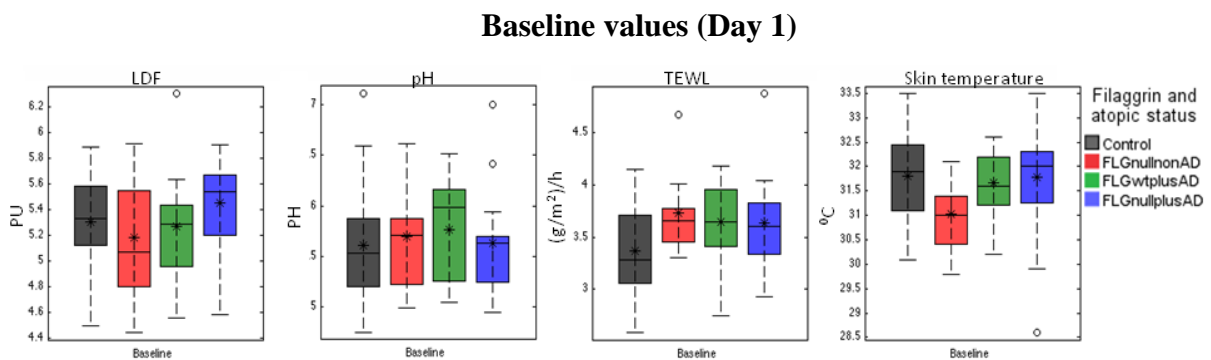 Baseline values (Day 1)
LDF
PU
6.2
6
5.8
5.6
5.4
5.2
5
4.8
4.6
4.4
Baseline
pH
PH
7
5
6
5
5
Baseline
TEWL
(g/m²)/h
4.5
4
3.5
3
Baseline
Skin temperature
⁰C
33.5
32.5
32
31.5
31
30.5
30
29.5
28.5
Baseline
Filaggrin and
atopic status
Control
FLGnullnonAD
FLGwtplusAD
FLGnullplusAD